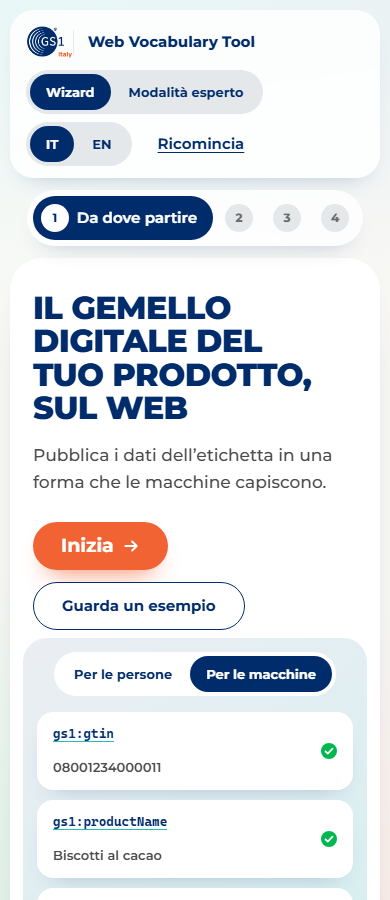 GS1
Italy
Web Vocabulary Tool
Wizard
Modalità esperto
IT
EN
Ricomincia
1
Da dove partire
2
3
4
IL GEMELLO
DIGITALE DEL
TUO PRODOTTO,
SUL WEB
Pubblica i dati dell’etichetta in una
forma che le macchine capiscono.
Inizia →
Guarda un esempio
Per le persone
Per le macchine
gs1:gtin
08001234000011
gs1:productName
Biscotti al cacao